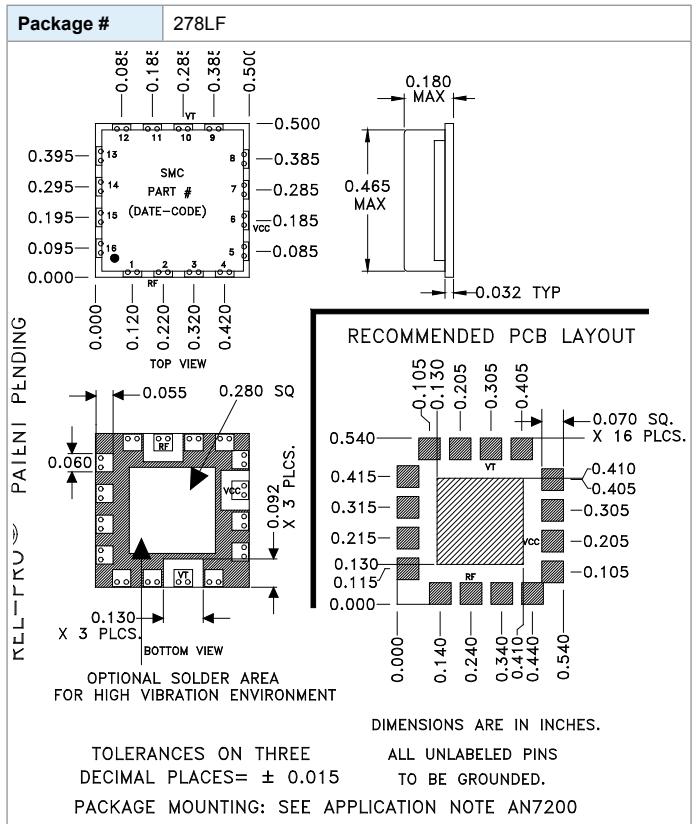 Package # 278LF
0.085 0.185 0.285 0.385 0.500
VT
12 11 10 9
0.500
0.395 13
0.295 14
0.195 15
0.095 16
0.000
SMC
PART #
(DATE-CODE)
8 0.385
7 0.285
6 0.185
VCC
5 0.085
1 2 3 4
RF
0.000 0.120 0.220 0.320 0.420
TOP VIEW
0.180
MAX
0.465
MAX
0.032 TYP
PATENT PENDING
0.055
0.280 SQ
0.060
RF
VCC
VT
0.092
X 3 PLCS.
0.130
X 3 PLCS.
BOTTOM VIEW
OPTIONAL SOLDER AREA
FOR HIGH VIBRATION ENVIRONMENT
RECOMMENDED PCB LAYOUT
0.105 0.130 0.205 0.305 0.405
0.070 SQ.
X 16 PLCS.
0.540
VT
0.415
0.315
0.215
0.130
0.115
0.000
0.410
0.405
0.305
VCC
0.205
0.105
RF
0.000 0.140 0.240 0.340 0.410 0.440 0.540
DIMENSIONS ARE IN INCHES.
TOLERANCES ON THREE
DECIMAL PLACES= ± 0.015
ALL UNLABELED PINS
TO BE GROUNDED.
PACKAGE MOUNTING: SEE APPLICATION NOTE AN7200